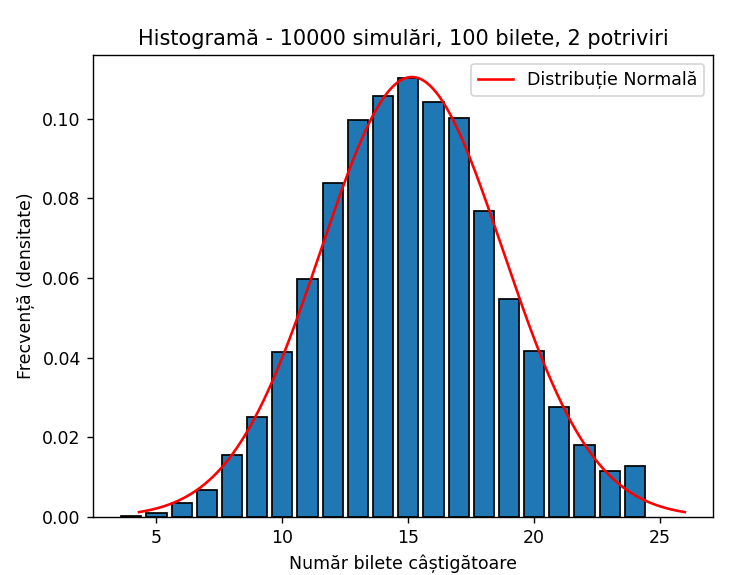 Histogramă - 10000 simulări, 100 bilete, 2 potriviri
Distribuție Normală
Frecvență (densitate)
0.10
0.08
0.06
0.04
0.02
0.00
5 10 15 20 25
Număr bilete câștigătoare